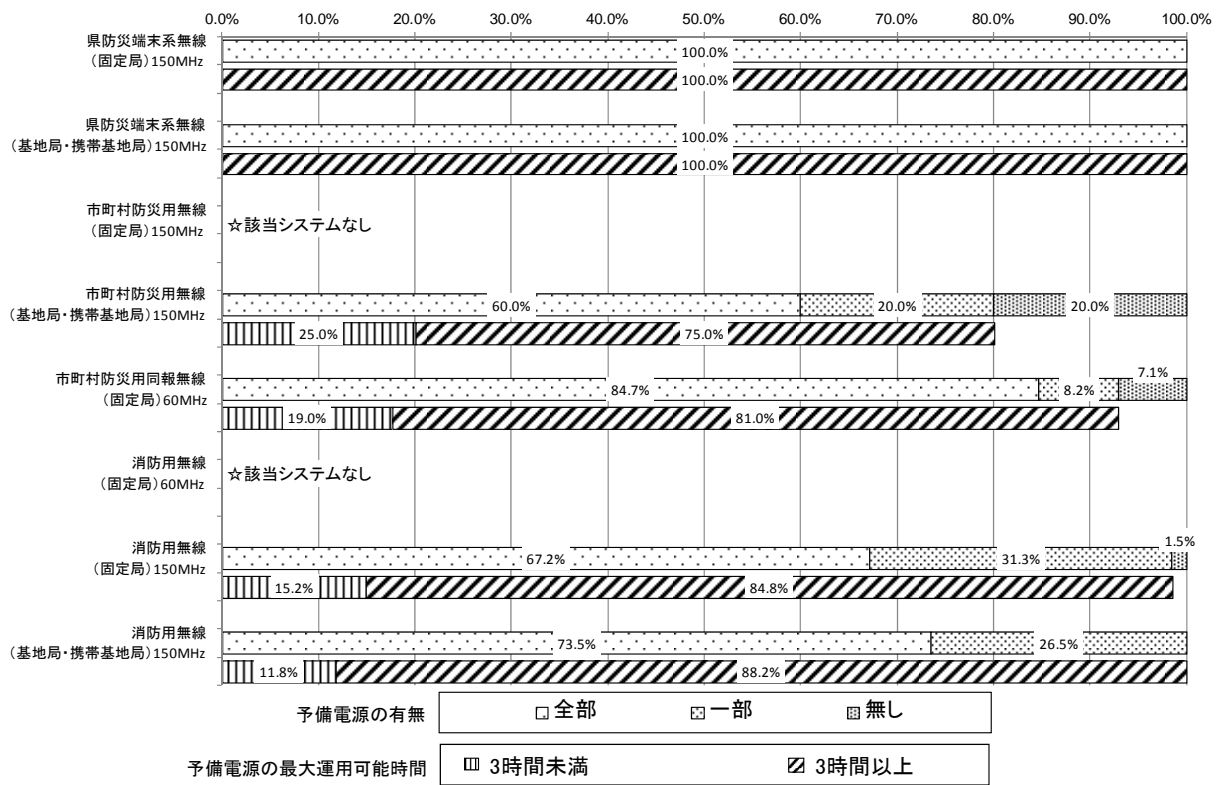 0.0% 10.0% 20.0% 30.0% 40.0% 50.0% 60.0% 70.0% 80.0% 90.0% 100.0%
県防災端末系無線
(固定局)150MHz
100.0%
100.0%
県防災端末系無線
(基地局・携帯基地局)150MHz
100.0%
100.0%
市町村防災用無線
(固定局)150MHz
☆該当システムなし
市町村防災用無線
(基地局・携帯基地局)150MHz
60.0% 20.0% 20.0%
25.0% 75.0%
市町村防災用同報無線
(固定局)60MHz
84.7% 8.2% 7.1%
19.0% 81.0%
消防用無線
(固定局)60MHz
☆該当システムなし
消防用無線
(固定局)150MHz
67.2% 31.3% 1.5%
15.2% 84.8%
消防用無線
(基地局・携帯基地局)150MHz
73.5% 26.5%
11.8% 88.2%
予備電源の有無 全部 一部 無し
予備電源の最大運用可能時間 3時間未満 3時間以上